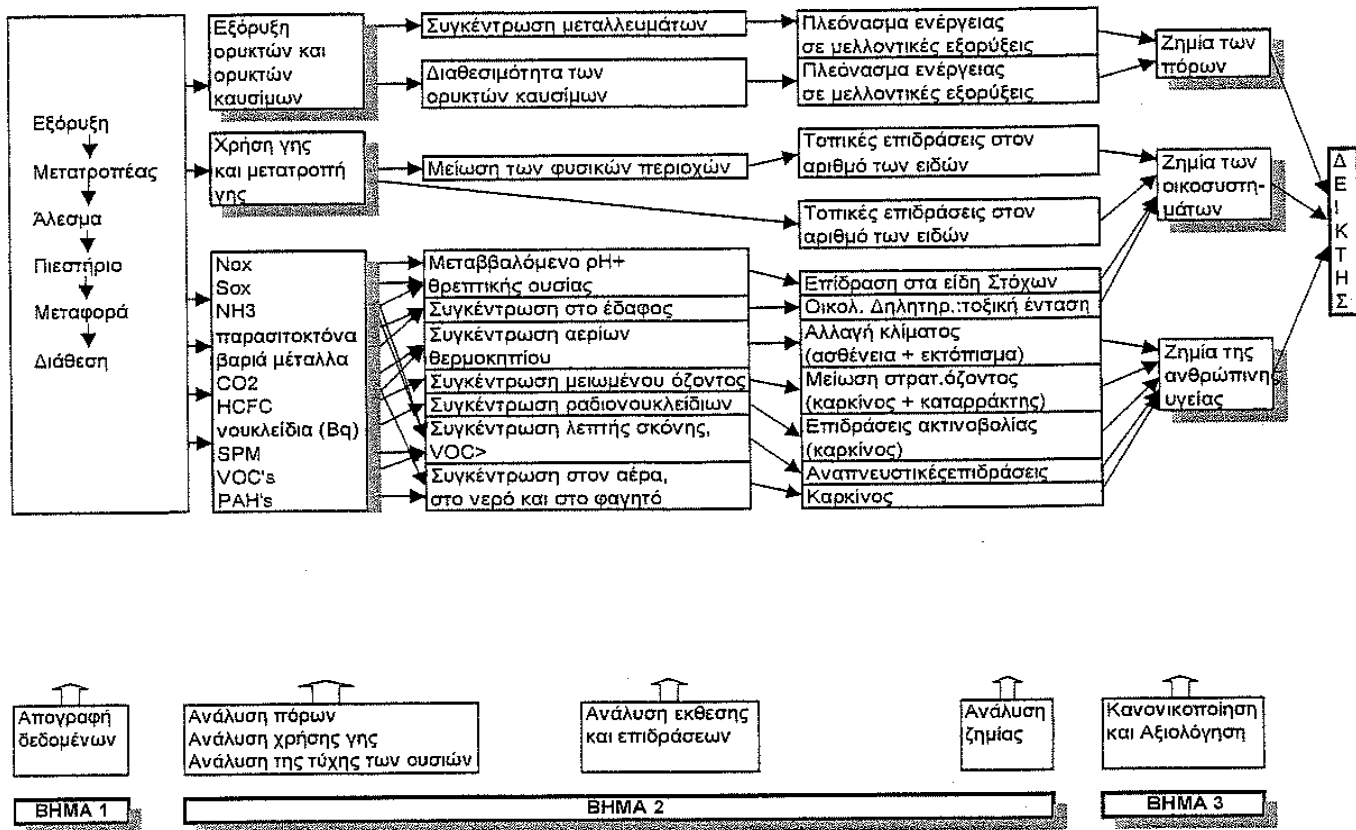 Εξόρυξη
Μετατροπέας
Άλεσμα
Πιεστήριο
Μεταφορά
Διάθεση
Εξόρυξη
ορυκτών και
ορυκτών
καυσίμων
Χρήση γης
και μετατροπή
γης
Nox
Sox
NH3
παρασιτοκτόνα
βαριά μέταλλα
CO2
HCFC
νουκλείδια (Bq)
SPM
VOC's
PAH's
Συγκέντρωση μεταλλευμάτων
Διαθεσιμότητα των
ορυκτών καυσίμων
Μείωση των φυσικών περιοχών
Μεταββαλόμενο pH+
θρεπτικής ουσίας
Συγκέντρωση στο έδαφος
Συγκέντρωση αερίων
θερμοκηπίου
Συγκέντρωση μειωμένου όζοντος
Συγκέντρωση ραδιονουκλείδιων
Συγκέντρωση λεπτής σκόνης,
VOC>
Συγκέντρωση στον αέρα,
στο νερό και στο φαγητό
Πλεόνασμα ενέργειας
σε μελλοντικές εξορύξεις
Πλεόνασμα ενέργειας
σε μελλοντικές εξορύξεις
Τοπικές επιδράσεις στον
αριθμό των ειδών
Τοπικές επιδράσεις στον
αριθμό των ειδών
Επίδραση στα είδη Στόχων
Οικολ. Δηλητηρ.:τοξική ένταση
Αλλαγή κλίματος
(ασθένεια + εκτόπισμα)
Μείωση στρατ.όζοντος
(καρκίνος + καταρράκτης)
Επιδράσεις ακτινοβολίας
(καρκίνος)
Αναπνευστικέςεπιδράσεις
Καρκίνος
Ζημία των
πόρων
Ζημία των
οικοσυστη-
μάτων
Ζημία της
ανθρώπινης
υγείας
Δ
Ε
Ι
Κ
Τ
Η
Σ
Απογραφή
δεδομένων
Ανάλυση πόρων
Ανάλυση χρήσης γης
Ανάλυση της τύχης των ουσιών
Ανάλυση εκθεσης
και επιδράσεων
Ανάλυση
ζημίας
Κανονικοποίηση
και Αξιολόγηση
ΒΗΜΑ 1
ΒΗΜΑ 2
ΒΗΜΑ 3